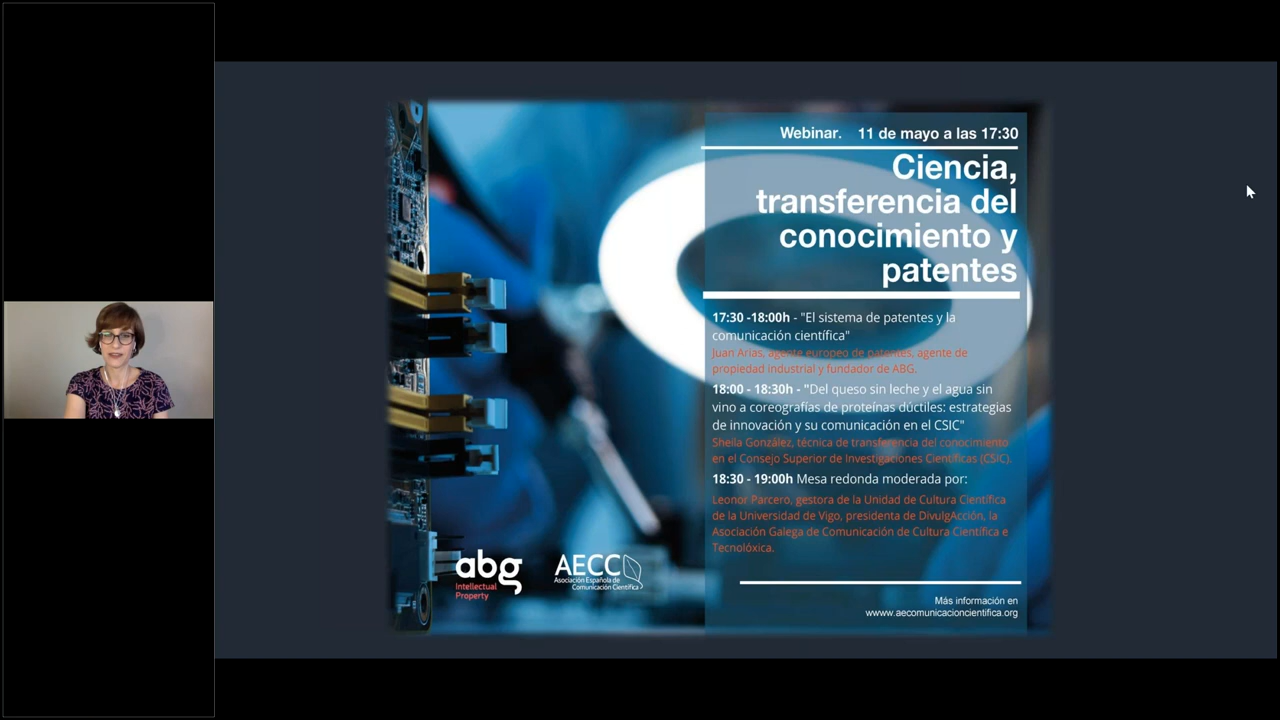 Webinar. 11 de mayo a las 17:30
Ciencia,
transferencia del
conocimiento y
patentes
17:30 -18:00h - "El sistema de patentes y la
comunicación científica"
Juan Arias, agente europeo de patentes, agente de
propiedad industrial y fundador de ABG.
18:00 - 18:30h - "Del queso sin leche y el agua sin
vino a coreografías de proteínas dúctiles: estrategias
de innovación y su comunicación en el CSIC"
Sheila González, técnica de transferencia del conocimiento
en el Consejo Superior de Investigaciones Científicas (CSIC).
18:30 - 19:00h Mesa redonda moderada por:
Leonor Parcero, gestora de la Unidad de Cultura Científica
de la Universidad de Vigo, presidenta de DivulgAcción, la
Asociación Galega de Comunicación de Cultura Científica e
Tecnolóxica.
abg
Intellectual
Property
AECC
Asociación Española de
Comunicación Científica
Más información en
wwww.aecomunicacioncientifica.org